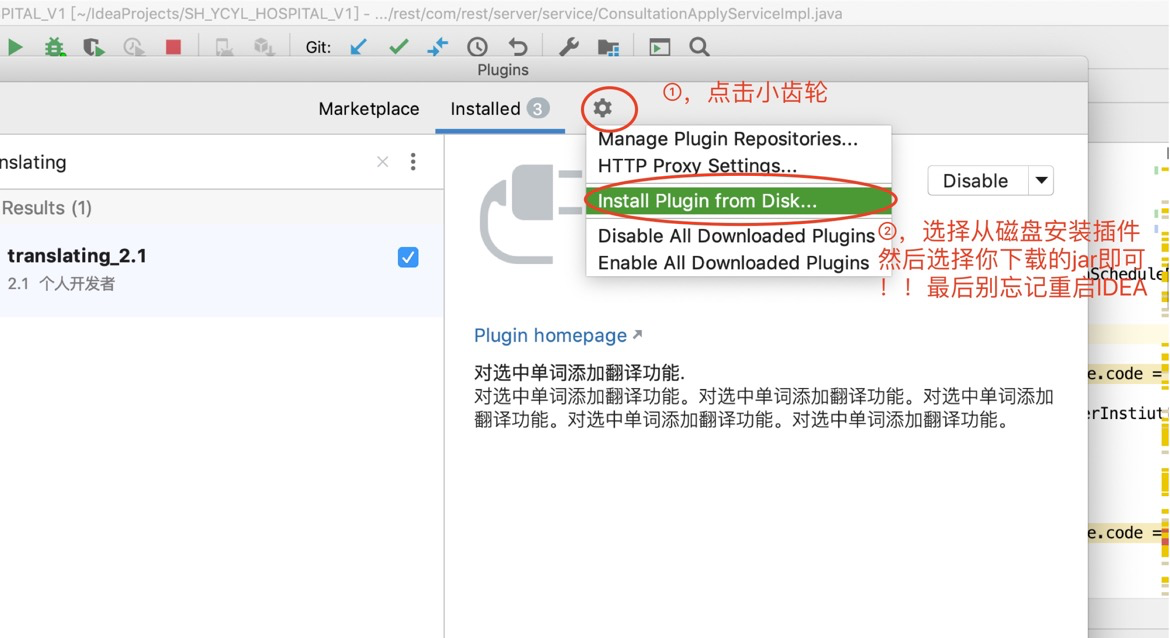 PITAL_V1 [~/IdeaProjects/SH_YCYL_HOSPITAL_V1] - .../rest/com/rest/server/service/ConsultationApplyServiceImpl.java
Git:
Plugins
Marketplace Installed 3
①，点击小齿轮
Manage Plugin Repositories...
HTTP Proxy Settings...
Install Plugin from Disk...
Disable All Downloaded Plugins
Enable All Downloaded Plugins
②，选择从磁盘安装插件
然后选择你下载的jar即可
！！最后别忘记重启IDEA
nslating
Results (1)
translating_2.1
2.1 个人开发者
Disable
Plugin homepage
对选中单词添加翻译功能.
对选中单词添加翻译功能。对选中单词添加翻译功能。对选中单词添加
翻译功能。对选中单词添加翻译功能。对选中单词添加翻译功能。
Schedule
e.code =
erInstiut
e.code =